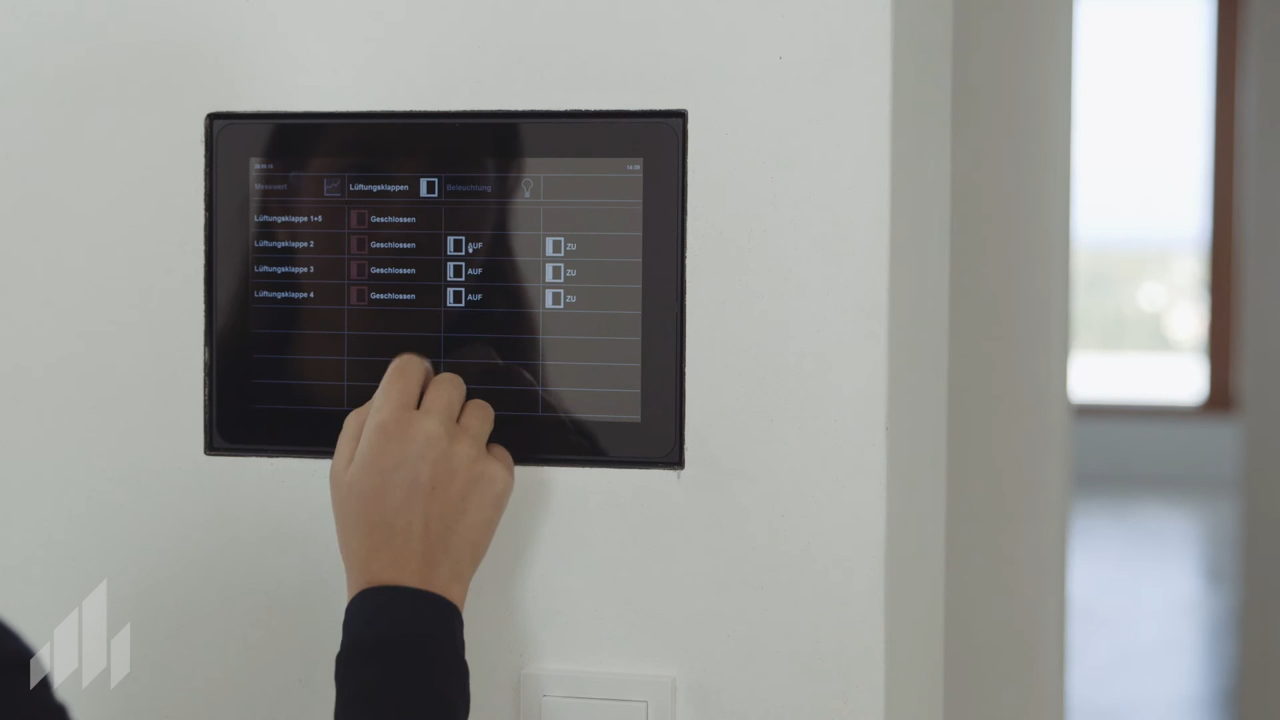 Messwert Lüftungsklappen Beleuchtung
Lüftungsklappe 1+5 Geschlossen
Lüftungsklappe 2 Geschlossen AUF ZU
Lüftungsklappe 3 Geschlossen AUF ZU
Lüftungsklappe 4 Geschlossen AUF ZU